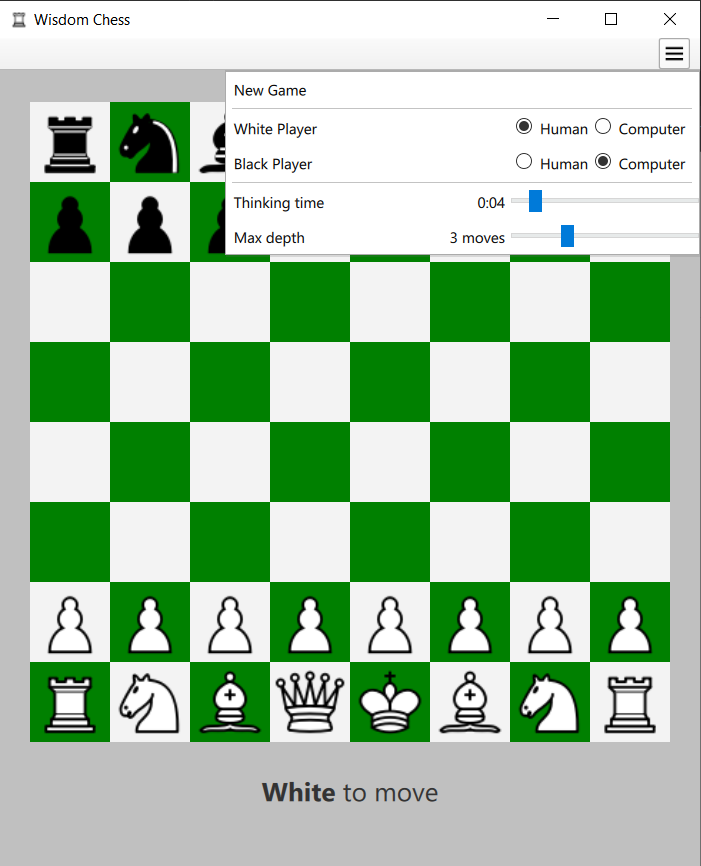 Wisdom Chess
New Game
White Player Human Computer
Black Player Human Computer
Thinking time 0:04
Max depth 3 moves
White to move